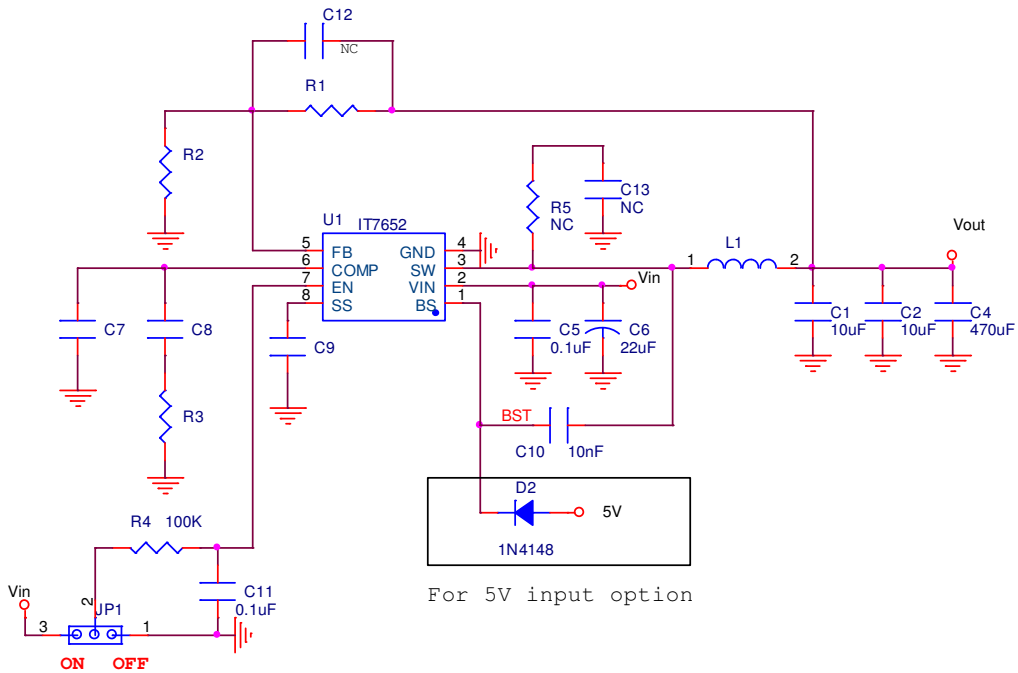 C12
NC
R1
R2
R5
NC
C13
NC
Vout
U1
IT7652
L1
5
FB
GND
4
6
COMP
SW
3
1
2
7
EN
VIN
2
Vin
8
SS
BS
1
C7
C8
C9
C5
0.1uF
C6
22uF
C1
10uF
C2
10uF
C4
470uF
R3
BST
C10
10nF
D2
5V
1N4148
R4
100K
For 5V input option
C11
0.1uF
Vin
2
JP1
3
1
ON
OFF